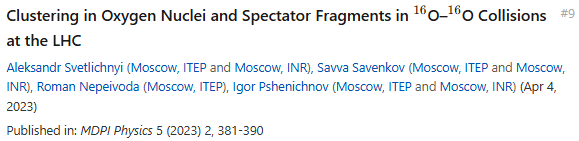 Clustering in Oxygen Nuclei and Spectator Fragments in ¹⁶O–¹⁶O Collisions #9
at the LHC
Aleksandr Svetlichnyi (Moscow, ITEP and Moscow, INR), Savva Savenkov (Moscow, ITEP and Moscow,
INR), Roman Nepeivoda (Moscow, ITEP), Igor Pshenichnov (Moscow, ITEP and Moscow, INR) (Apr 4,
2023)
Published in: MDPI Physics 5 (2023) 2, 381-390